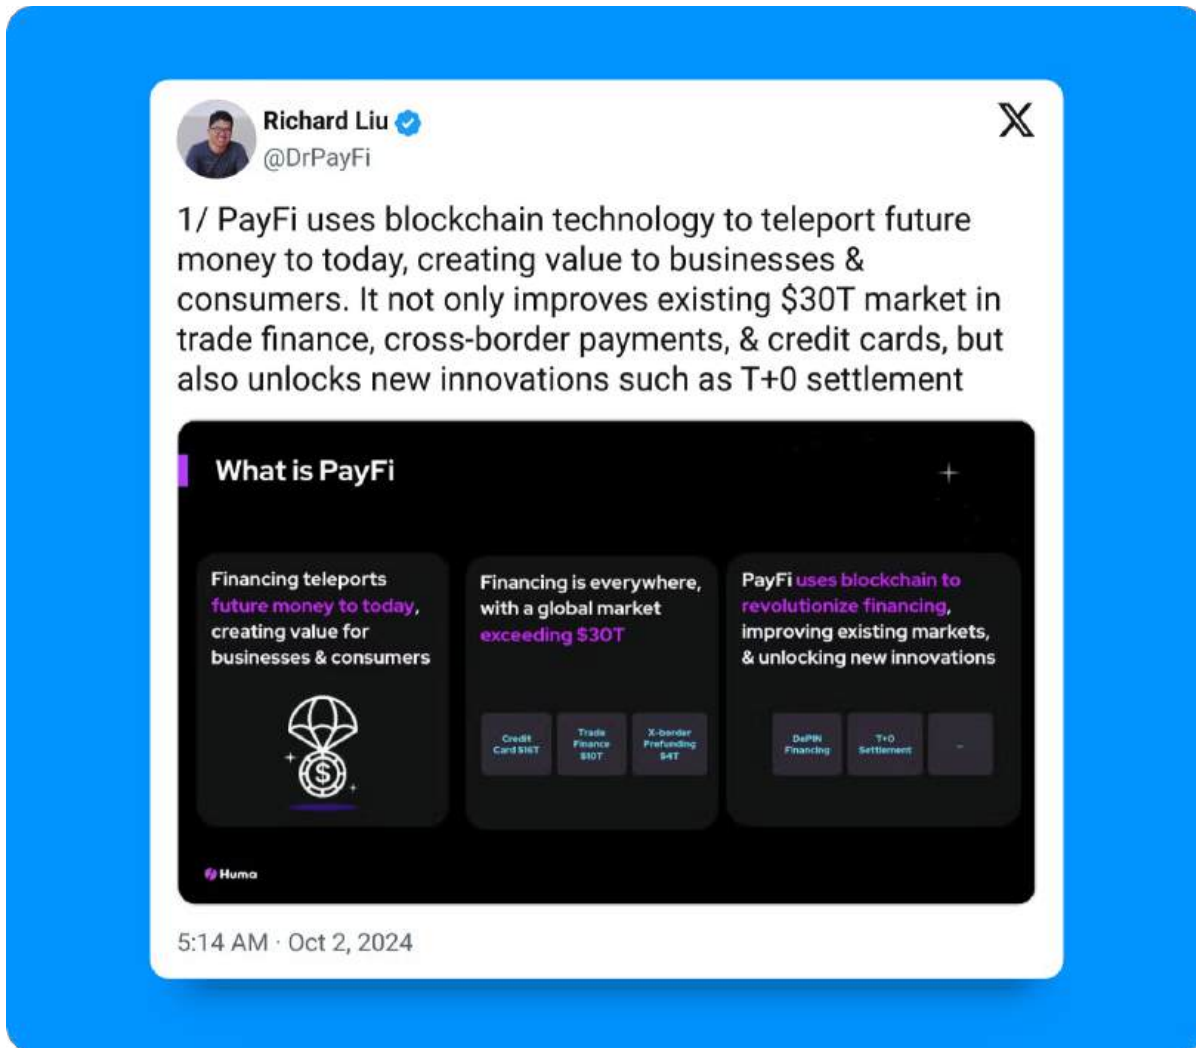 Richard Liu
@DrPayFi
1/ PayFi uses blockchain technology to teleport future
money to today, creating value to businesses &
consumers. It not only improves existing $30T market in
trade finance, cross-border payments, & credit cards, but
also unlocks new innovations such as T+0 settlement
What is PayFi
Financing teleports
future money to today,
creating value for
businesses & consumers
$
Financing is everywhere,
with a global market
exceeding $30T
Credit
Card $16T
Trade
Finance
$10T
X-border
Prefunding
$4T
PayFi uses blockchain to
revolutionize financing,
improving existing markets,
& unlocking new innovations
DePIN
Financing
T+0
Settlement
Huma
5:14 AM · Oct 2, 2024